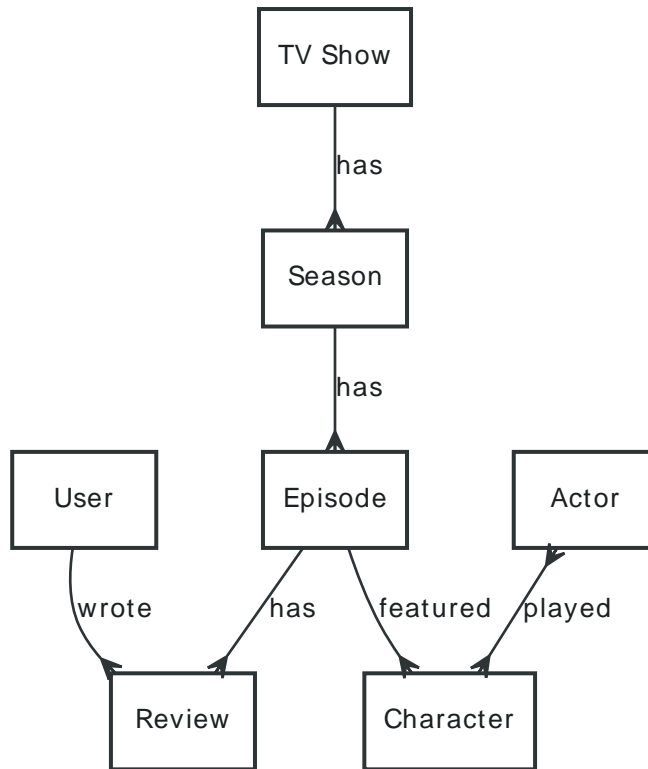 TV Show
has
Season
has
User
Episode
Actor
wrote
has
featured
played
Review
Character